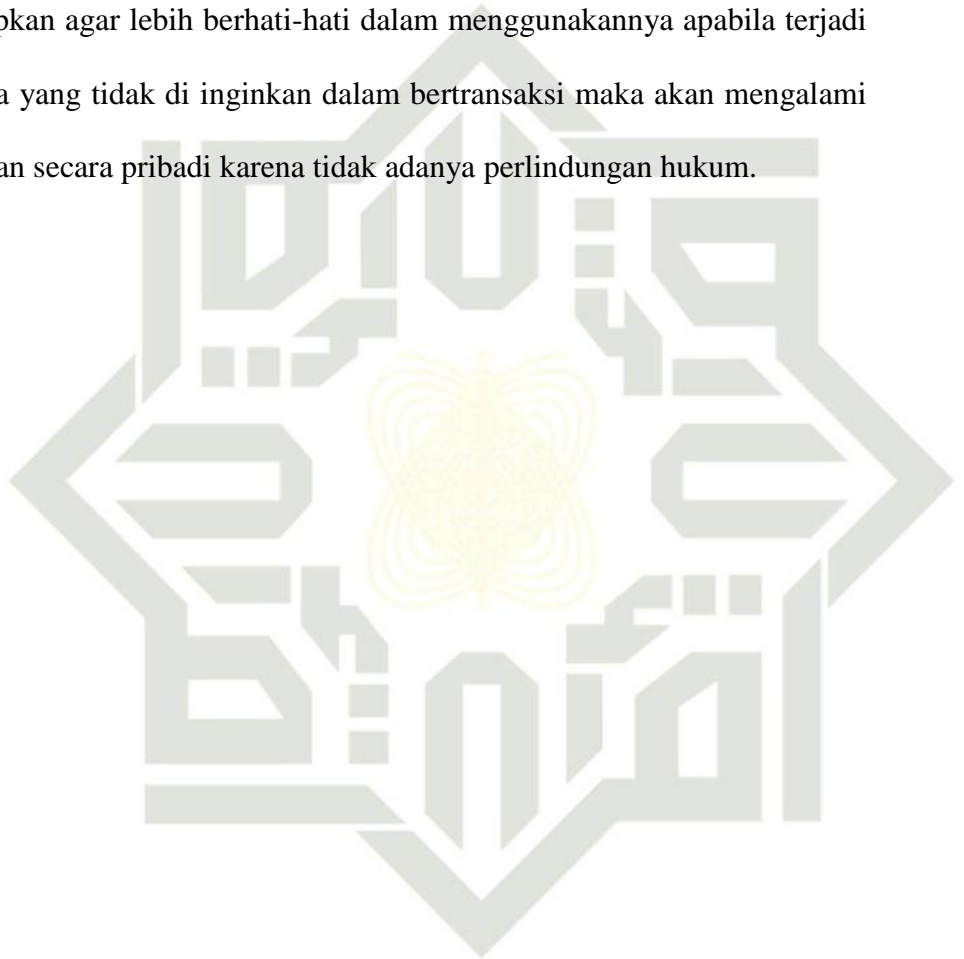 pkan agar lebih berhati-hati dalam menggunakannya apabila terjadi
a yang tidak di inginkan dalam bertransaksi maka akan mengalami
an secara pribadi karena tidak adanya perlindungan hukum.